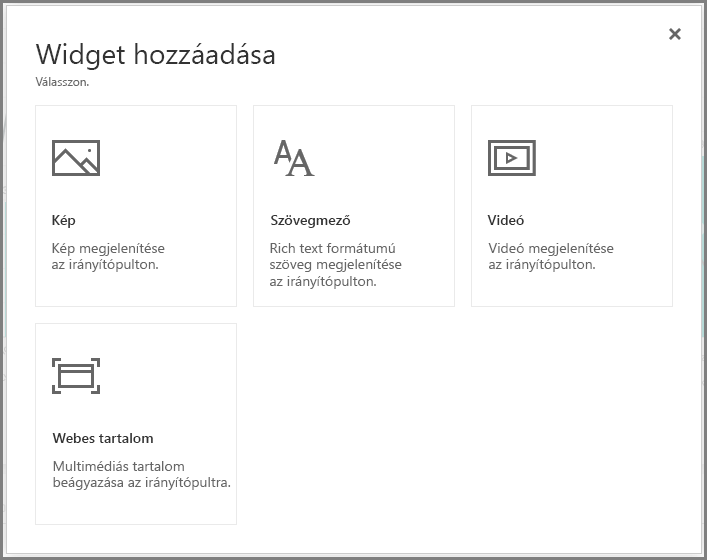 Widget hozzáadása
Válasszon.
Kép
Kép megjelenítése
az irányítópulton.
Szövegmező
Rich text formátumú
szöveg megjelenítése
az irányítópulton.
Videó
Videó megjelenítése
az irányítópulton.
Webes tartalom
Multimédiás tartalom
beágyazása az irányítópultra.